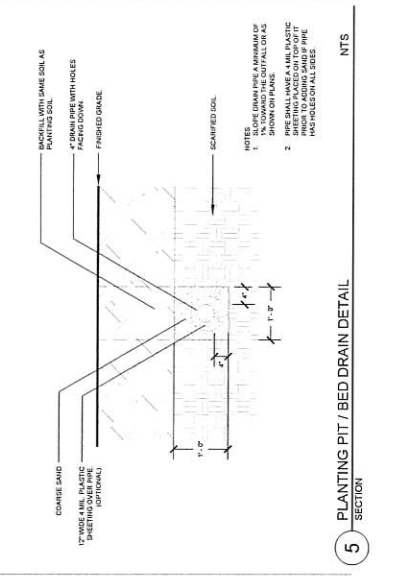 BACKFILL WITH SAME SOIL AS
PLANTING SOIL.
4" DRAIN PIPE WITH HOLES
FACING DOWN
FINISHED GRADE
COARSE SAND
12" WIDE 4 MIL. PLASTIC
SHEETING OVER PIPE.
(OPTIONAL)
SCARIFIED SOIL
NOTES
1. SLOPE DRAIN PIPE A MINIMUM OF
1% TOWARD THE OUTFALL OR AS
SHOWN ON PLANS.
2. PIPE SHALL HAVE A 4 MIL PLASTIC
SHEETING PLACED ON TOP OF IT
PRIOR TO ADDING SAND IF PIPE
HAS HOLES ON ALL SIDES.
1'- 0"
4"
4"
1'- 0"
5
PLANTING PIT / BED DRAIN DETAIL
SECTION
NTS